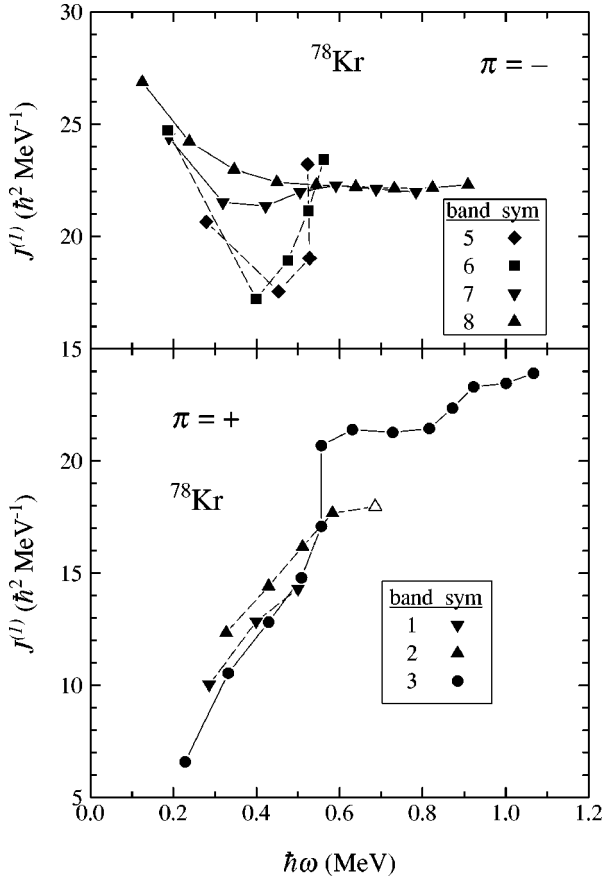 30
25
20
15
J⁽¹⁾ (ħ² MeV⁻¹)
⁷⁸Kr
π = −
band sym
5
6
7
8
20
15
10
5
J⁽¹⁾ (ħ² MeV⁻¹)
π = +
⁷⁸Kr
band sym
1
2
3
0.0 0.2 0.4 0.6 0.8 1.0 1.2
ħω (MeV)